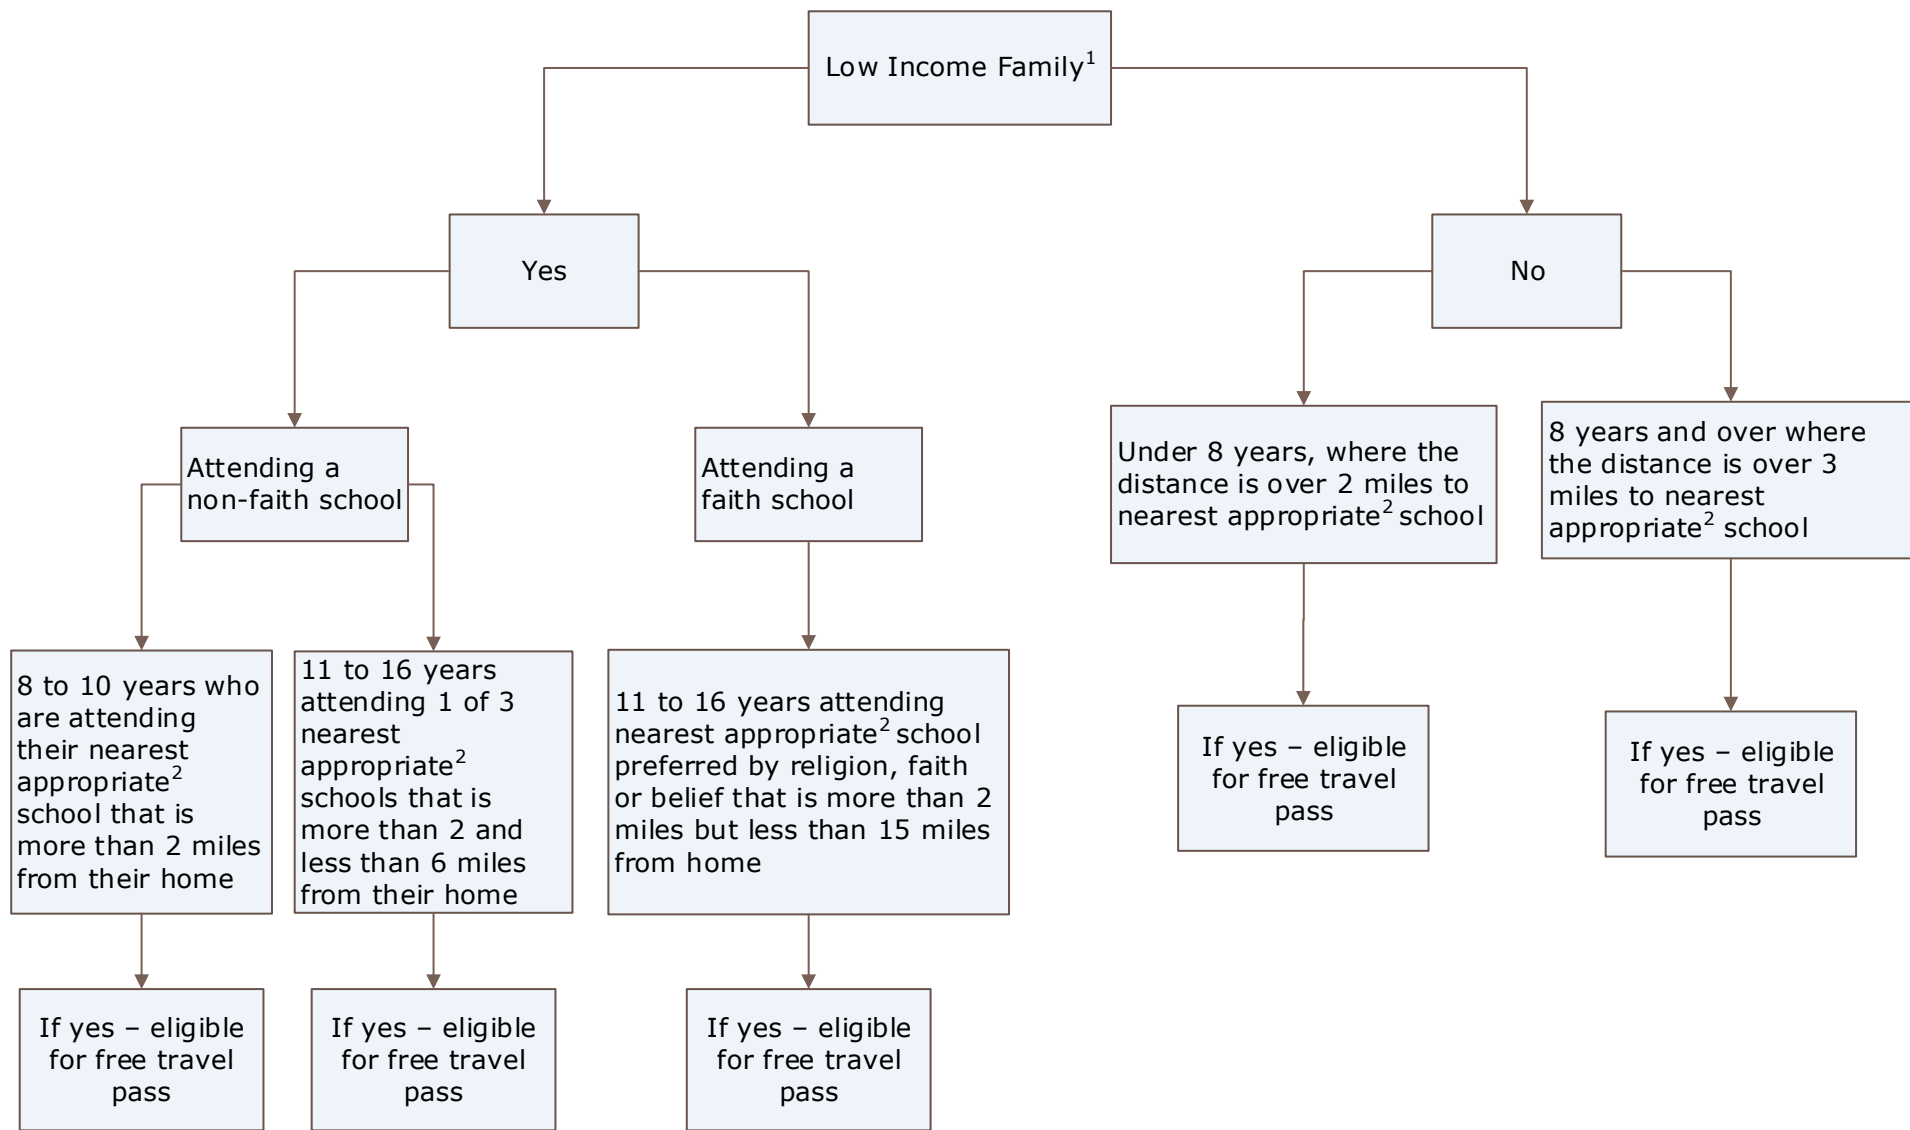 Low Income Family¹
Yes
No
Attending a
non-faith school
Attending a
faith school
Under 8 years, where the
distance is over 2 miles to
nearest appropriate² school
8 years and over where
the distance is over 3
miles to nearest
appropriate² school
8 to 10 years who
are attending
their nearest
appropriate²
school that is
more than 2 miles
from their home
11 to 16 years
attending 1 of 3
nearest
appropriate²
schools that is
more than 2 and
less than 6 miles
from their home
11 to 16 years attending
nearest appropriate² school
preferred by religion, faith
or belief that is more than 2
miles but less than 15 miles
from home
If yes – eligible
for free travel
pass
If yes – eligible
for free travel
pass
If yes – eligible
for free travel
pass
If yes – eligible
for free travel
pass
If yes – eligible
for free travel
pass